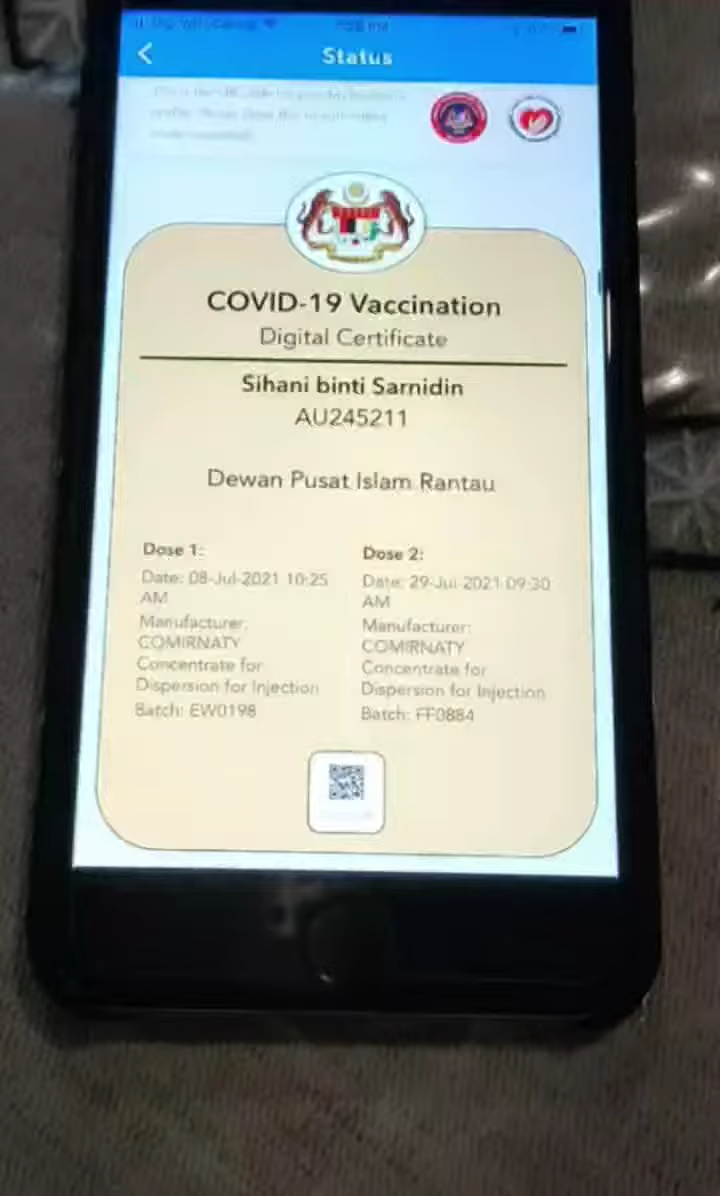 Status
COVID-19 Vaccination
Digital Certificate
Sihani binti Sarnidin
AU245211
Dewan Pusat Islam Rantau
Dose 1:
Date: 08-Jul-2021 10:25
AM
Manufacturer:
COMIRNATY
Concentrate for
Dispersion for Injection
Batch: EW0198
Dose 2:
Date: 29-Jul-2021 09:30
AM
Manufacturer:
COMIRNATY
Concentrate for
Dispersion for Injection
Batch: FF0884